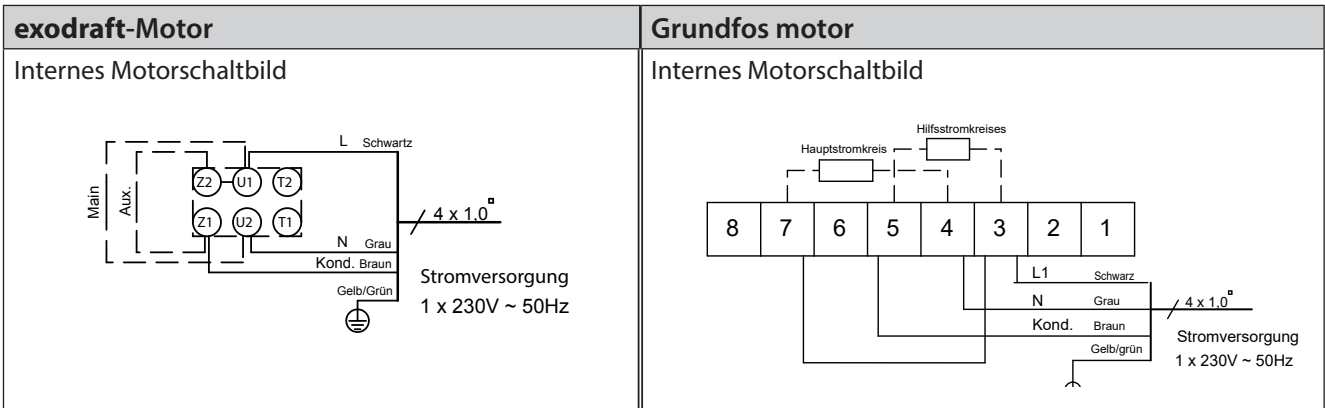 exodraft-Motor
Internes Motorschaltbild
L Schwartz
Z2 U1 T2
Main
Aux.
Z1 U2 T1
4 x 1,0
N Grau
Kond. Braun
Gelb/Grün
Stromversorgung
1 x 230V ~ 50Hz
Grundfos motor
Internes Motorschaltbild
Hilfsstromkreises
Hauptstromkreis
8 7 6 5 4 3 2 1
L1 Schwarz
N Grau
4 x 1,0
Kond. Braun
Gelb/grün
Stromversorgung
1 x 230V ~ 50Hz